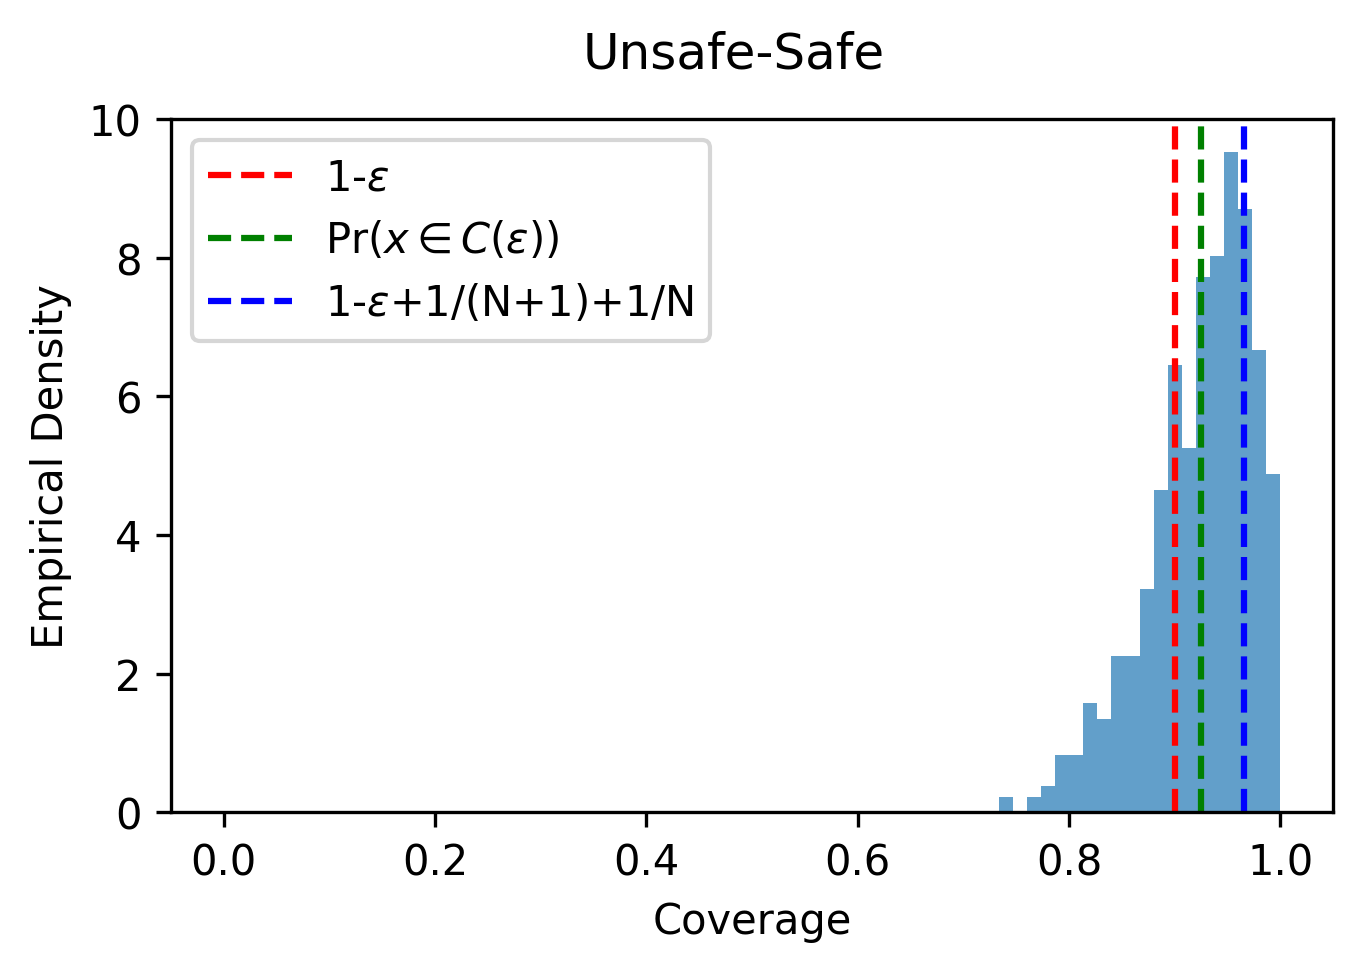 Unsafe-Safe
10
8
6
4
2
0
Empirical Density
1-ε
Pr(x ∈ C(ε))
1-ε+1/(N+1)+1/N
0.0 0.2 0.4 0.6 0.8 1.0
Coverage